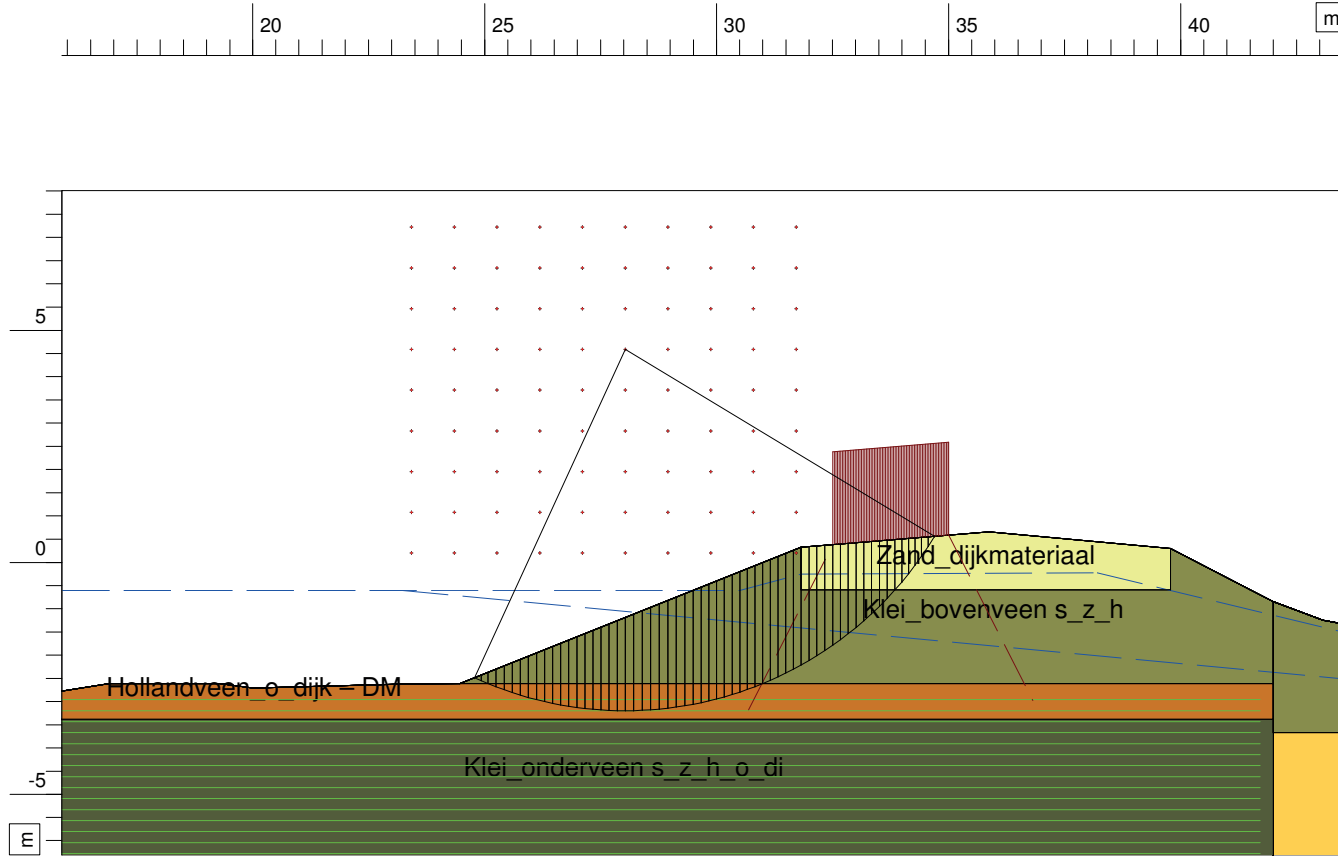 20 25 30 35 40 m
5
0
Zand_dijkmateriaal
Klei_bovenveen s_z_h
Hollandveen_o_dijk – DM
Klei_onderveen s_z_h_o_di
-5
m